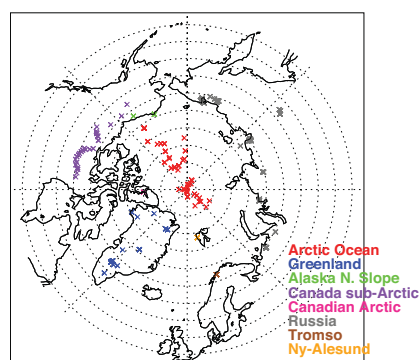 Arctic Ocean
Greenland
Alaska N. Slope
Canada sub-Arctic
Canadian Arctic
Russia
Tromso
Ny-Alesund